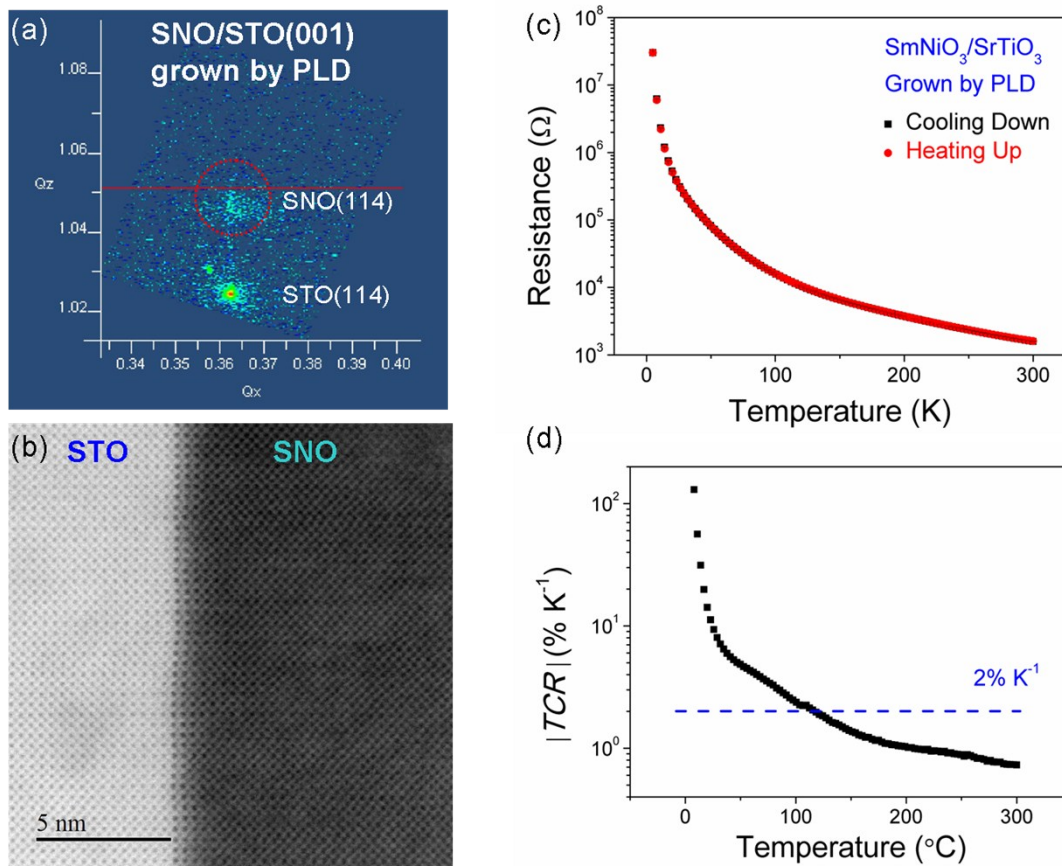 (a)
SNO/STO(001)
grown by PLD
1.08
1.06
Qz
SNO(114)
1.04
STO(114)
1.02
0.34 0.35 0.36 0.37 0.38 0.39 0.40
Qx
(b)
STO SNO
5 nm
(c)
SmNiO₃/SrTiO₃
Grown by PLD
Cooling Down
Heating Up
10⁸
10⁷
10⁶
10⁵
10⁴
10³
Resistance (Ω)
0 100 200 300
Temperature (K)
(d)
10²
10¹
10⁰
|TCR| (% K⁻¹)
2% K⁻¹
0 100 200 300
Temperature (°C)